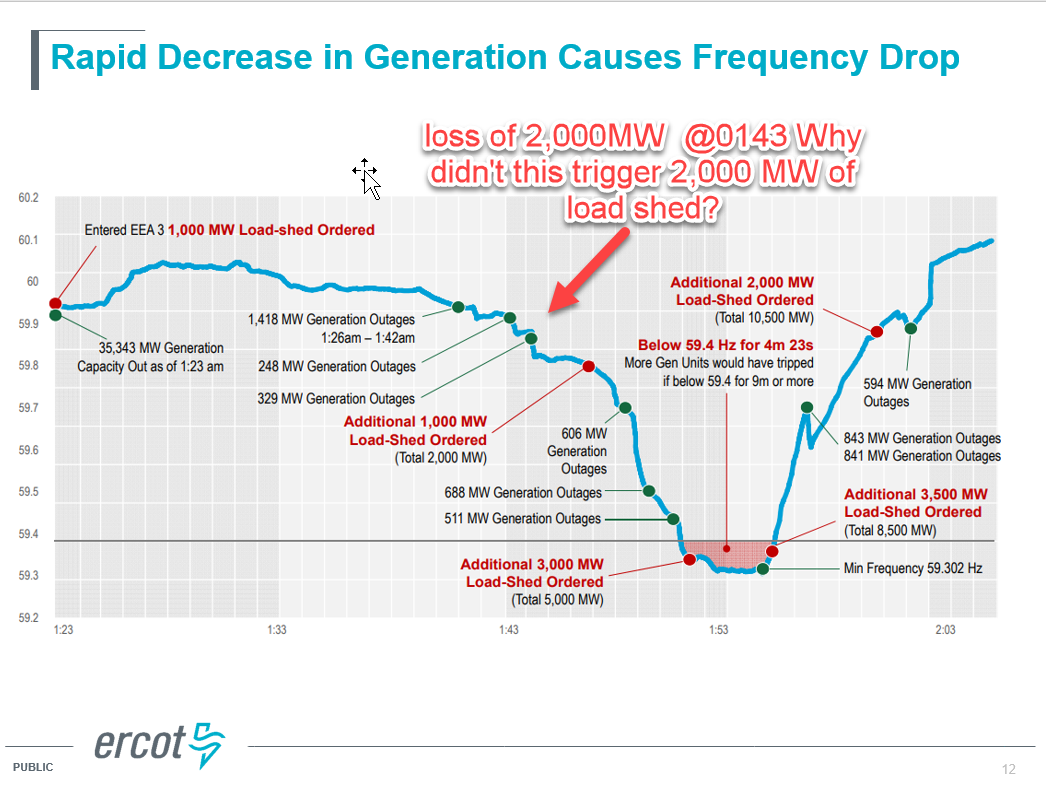 Rapid Decrease in Generation Causes Frequency Drop
loss of 2,000MW @0143 Why
didn't this trigger 2,000 MW of
load shed?
60.2
60.1
60
59.9
59.8
59.7
59.6
59.5
59.4
59.3
59.2
Entered EEA 3 1,000 MW Load-shed Ordered
35,343 MW Generation
Capacity Out as of 1:23 am
1,418 MW Generation Outages
1:26am – 1:42am
248 MW Generation Outages
329 MW Generation Outages
Additional 1,000 MW
Load-Shed Ordered
(Total 2,000 MW)
606 MW
Generation
Outages
688 MW Generation Outages
511 MW Generation Outages
Additional 3,000 MW
Load-Shed Ordered
(Total 5,000 MW)
Additional 2,000 MW
Load-Shed Ordered
(Total 10,500 MW)
Below 59.4 Hz for 4m 23s
More Gen Units would have tripped
if below 59.4 for 9m or more
594 MW Generation
Outages
843 MW Generation Outages
841 MW Generation Outages
Additional 3,500 MW
Load-Shed Ordered
(Total 8,500 MW)
Min Frequency 59.302 Hz
1:23
1:33
1:43
1:53
2:03
ercot
PUBLIC
12